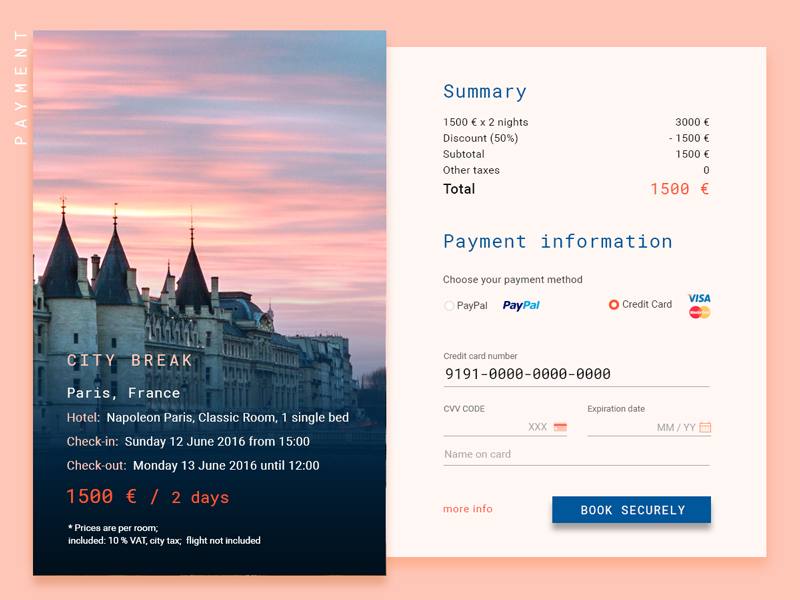 PAYMENT
CITY BREAK
Paris, France
Hotel: Napoleon Paris, Classic Room, 1 single bed
Check-in: Sunday 12 June 2016 from 15:00
Check-out: Monday 13 June 2016 until 12:00
1500 € / 2 days
* Prices are per room;
included: 10 % VAT, city tax; flight not included
Summary
1500 € x 2 nights 3000 €
Discount (50%) - 1500 €
Subtotal 1500 €
Other taxes 0
Total 1500 €
Payment information
Choose your payment method
PayPal PayPal Credit Card VISA
MasterCard
Credit card number
9191-0000-0000-0000
CVV CODE Expiration date
XXX MM / YY
Name on card
more info BOOK SECURELY